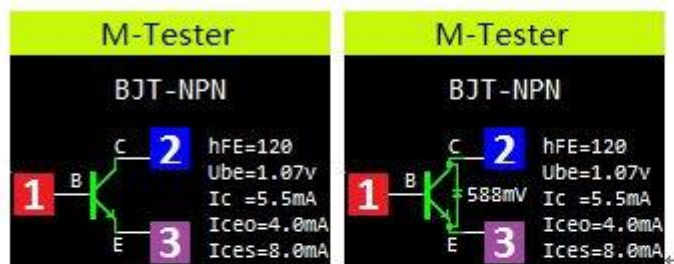 M-Tester
BJT-NPN
C
2
hFE=120
Ube=1.07v
1
B
Ic =5.5mA
Iceo=4.0mA
E
3
Ices=8.0mA
M-Tester
BJT-NPN
C
2
hFE=120
Ube=1.07v
1
B
588mV
Ic =5.5mA
Iceo=4.0mA
E
3
Ices=8.0mA